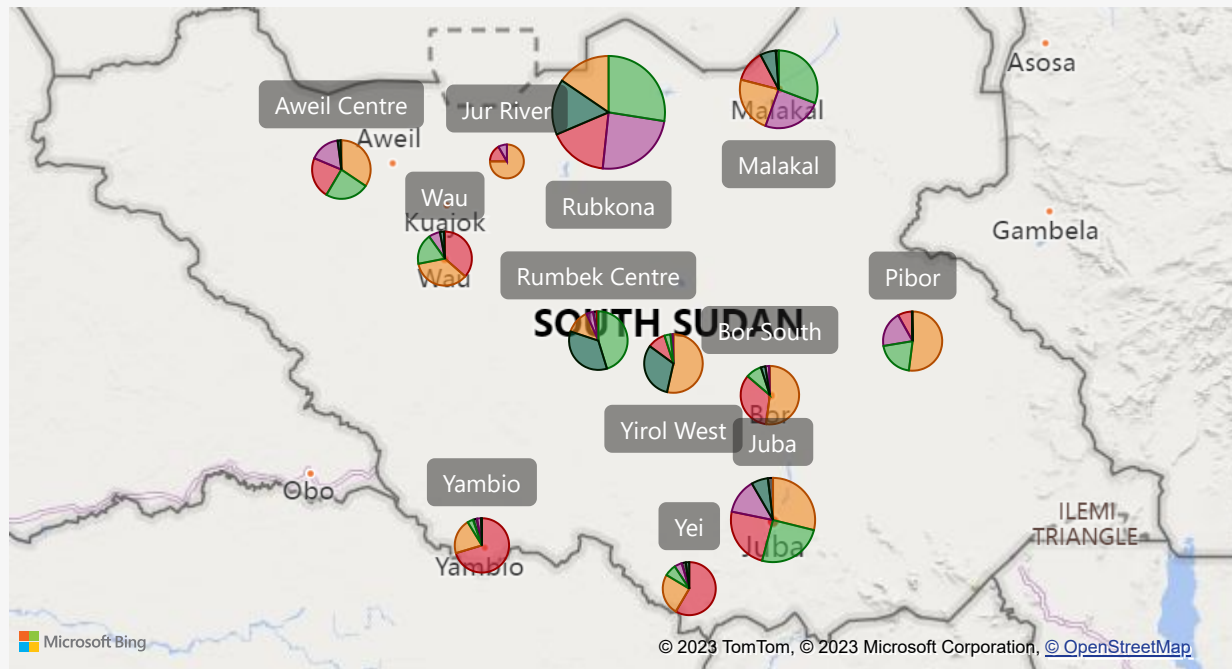 Asosa
Aweil Centre
Jur River
Malakal
Aweil
Malakal
Wau
Rubkona
Kuajok
Gambela
Wau
Rumbek Centre
Pibor
SOUTH SUDAN
Bor South
Bor
Yirol West
Juba
Yambio
Obo
Yei
ILEMI
TRIANGLE
Juba
Yambio
Microsoft Bing
© 2023 TomTom, © 2023 Microsoft Corporation, © OpenStreetMap